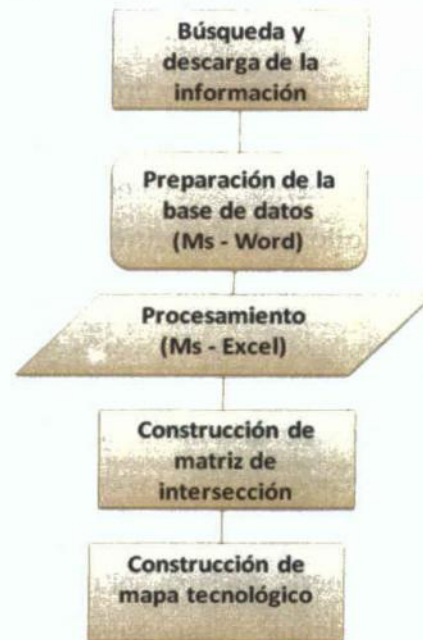 Búsqueda y
descarga de la
información
Preparación de la
base de datos
(Ms - Word)
Procesamiento
(Ms - Excel)
Construcción de
matriz de
intersección
Construcción de
mapa tecnológico